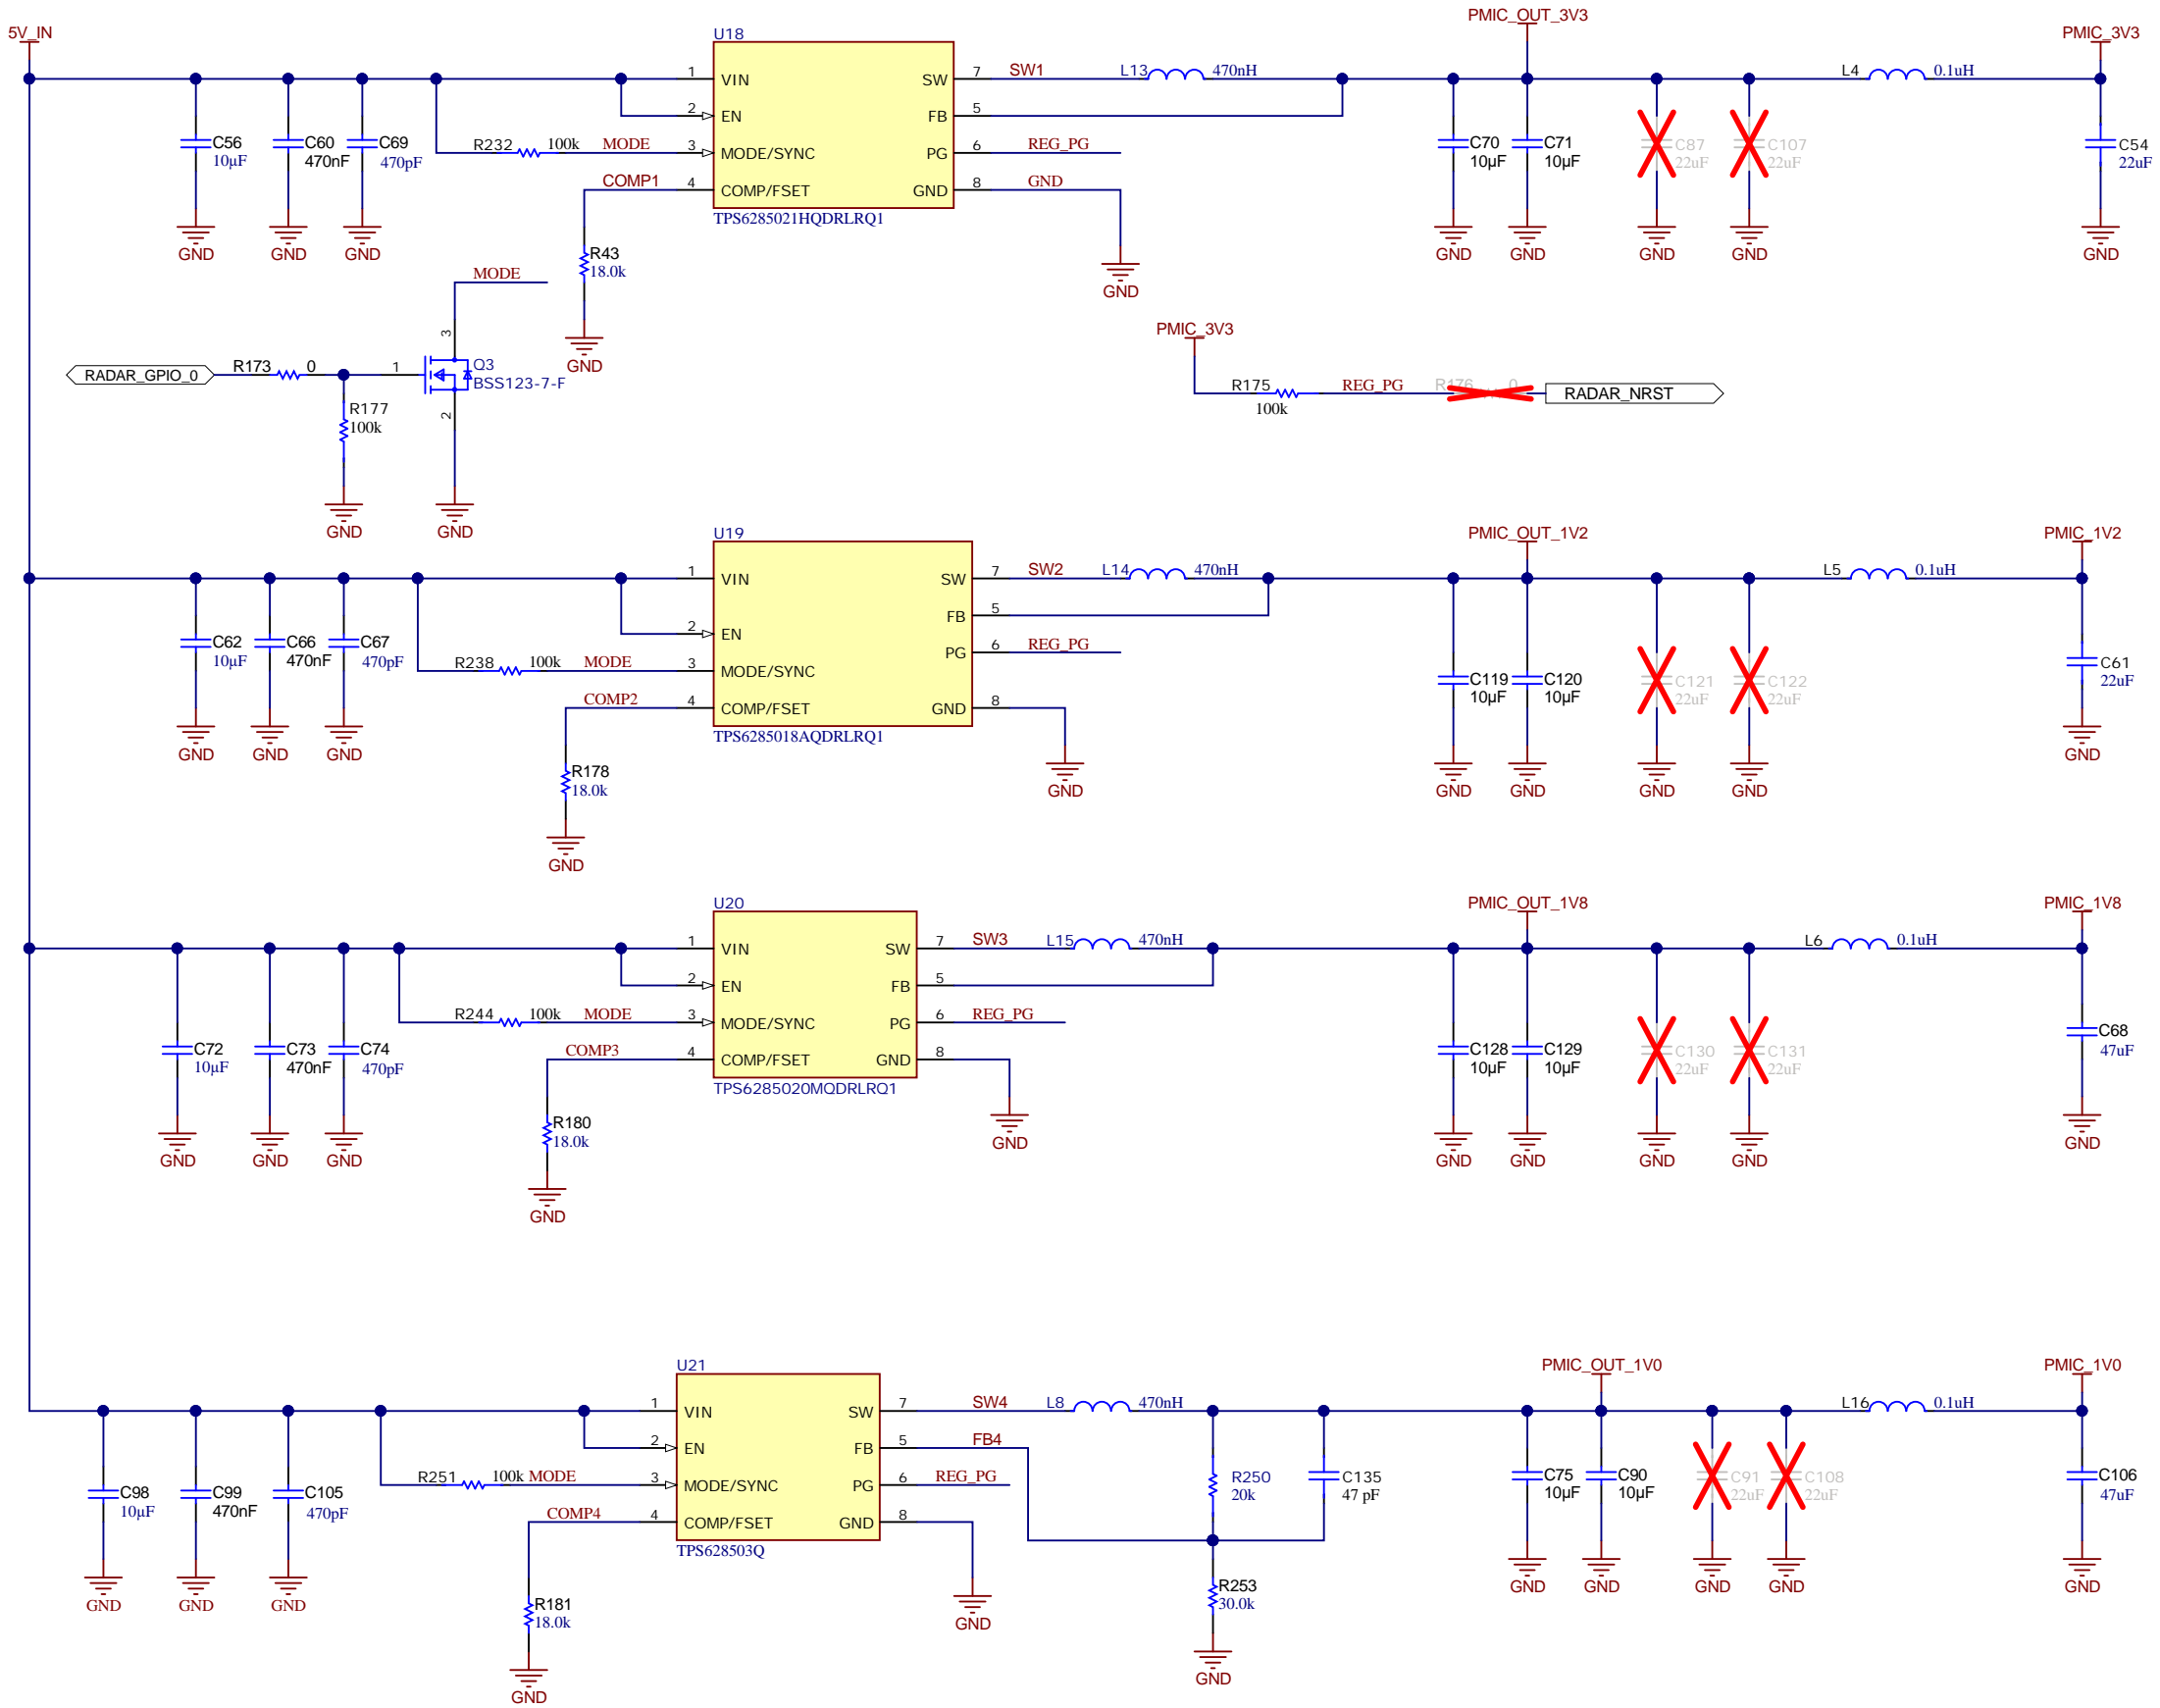 5V_IN
U18
1 VIN
2 EN
3 MODE/SYNC
4 COMP/FSET
SW 7
FB 5
PG 6
GND 8
TPS6285021HQDRLRQ1
SW1
L13 470nH
REG_PG
GND
GND
PMIC_OUT_3V3
L4 0.1uH
PMIC_3V3
C56
10µF
GND
C60
470nF
GND
C69
470pF
GND
R232 100k MODE
COMP1
R43
18.0k
GND
C70
10µF
GND
C71
10µF
GND
C87
22uF
GND
C107
22uF
GND
C54
22uF
GND
MODE
3
1
2
Q3
BSS123-7-F
GND
RADAR_GPIO_0
R173 0
R177
100k
GND
PMIC_3V3
R175
100k
REG_PG
R176 0
RADAR_NRST
U19
1 VIN
2 EN
3 MODE/SYNC
4 COMP/FSET
SW 7
FB 5
PG 6
GND 8
TPS6285018AQDRLRQ1
SW2
L14 470nH
REG_PG
GND
PMIC_OUT_1V2
L5 0.1uH
PMIC_1V2
C62
10µF
GND
C66
470nF
GND
C67
470pF
GND
R238 100k MODE
COMP2
R178
18.0k
GND
C119
10µF
GND
C120
10µF
GND
C121
22uF
GND
C122
22uF
GND
C61
22uF
GND
U20
1 VIN
2 EN
3 MODE/SYNC
4 COMP/FSET
SW 7
FB 5
PG 6
GND 8
TPS6285020MQDRLRQ1
SW3
L15 470nH
REG_PG
GND
PMIC_OUT_1V8
L6 0.1uH
PMIC_1V8
C72
10µF
GND
C73
470nF
GND
C74
470pF
GND
R244 100k MODE
COMP3
R180
18.0k
GND
C128
10µF
GND
C129
10µF
GND
C130
22uF
GND
C131
22uF
GND
C68
47uF
GND
U21
1 VIN
2 EN
3 MODE/SYNC
4 COMP/FSET
SW 7
FB 5
PG 6
GND 8
TPS628503Q
SW4
L8 470nH
FB4
REG_PG
GND
R250
20k
C135
47 pF
R253
30.0k
GND
PMIC_OUT_1V0
L16 0.1uH
PMIC_1V0
C98
10µF
GND
C99
470nF
GND
C105
470pF
GND
R251 100k MODE
COMP4
R181
18.0k
GND
C75
10µF
GND
C90
10µF
GND
C91
22uF
GND
C108
22uF
GND
C106
47uF
GND